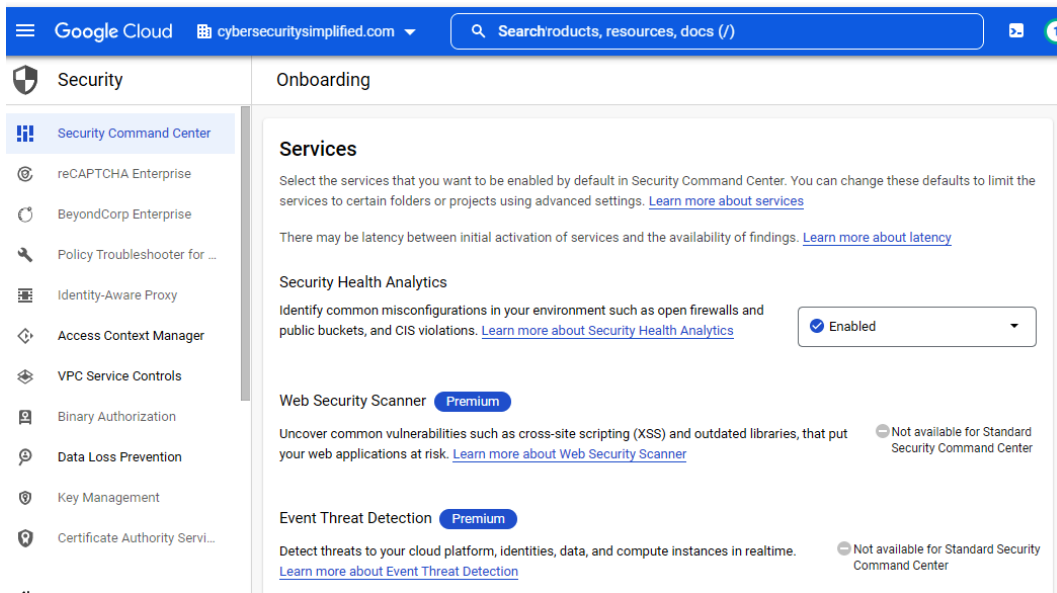 Google Cloud
cybersecuritysimplified.com
Search roducts, resources, docs (/)
Security
Onboarding
Security Command Center
reCAPTCHA Enterprise
BeyondCorp Enterprise
Policy Troubleshooter for ...
Identity-Aware Proxy
Access Context Manager
VPC Service Controls
Binary Authorization
Data Loss Prevention
Key Management
Certificate Authority Servi...
Services
Select the services that you want to be enabled by default in Security Command Center. You can change these defaults to limit the
services to certain folders or projects using advanced settings. Learn more about services
There may be latency between initial activation of services and the availability of findings. Learn more about latency
Security Health Analytics
Identify common misconfigurations in your environment such as open firewalls and
public buckets, and CIS violations. Learn more about Security Health Analytics
Enabled
Web Security Scanner Premium
Uncover common vulnerabilities such as cross-site scripting (XSS) and outdated libraries, that put
your web applications at risk. Learn more about Web Security Scanner
Not available for Standard
Security Command Center
Event Threat Detection Premium
Detect threats to your cloud platform, identities, data, and compute instances in realtime.
Learn more about Event Threat Detection
Not available for Standard Security
Command Center